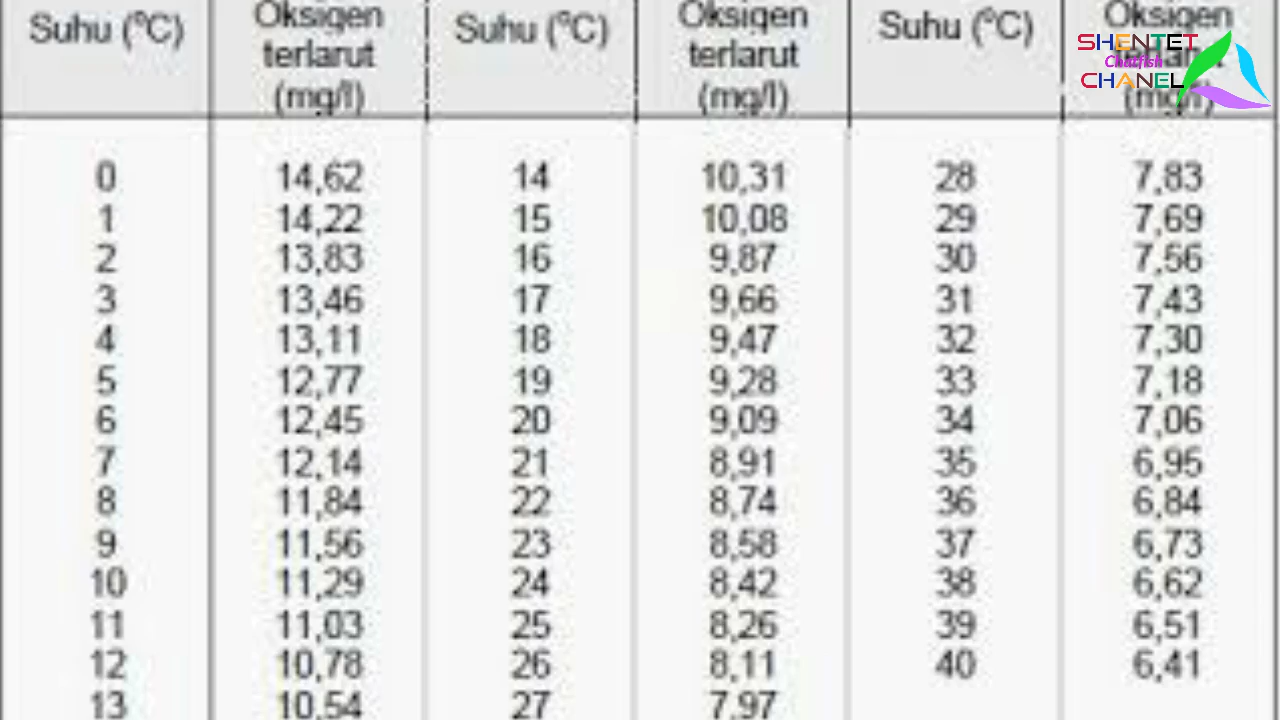 Suhu (ºC) Oksigen terlarut (mg/l) Suhu (ºC) Oksigen terlarut (mg/l) Suhu (ºC) Oksigen terlarut (mg/l)
SHENTET
Chatfish
CHANEL
0 14,62 14 10,31 28 7,83
1 14,22 15 10,08 29 7,69
2 13,83 16 9,87 30 7,56
3 13,46 17 9,66 31 7,43
4 13,11 18 9,47 32 7,30
5 12,77 19 9,28 33 7,18
6 12,45 20 9,09 34 7,06
7 12,14 21 8,91 35 6,95
8 11,84 22 8,74 36 6,84
9 11,56 23 8,58 37 6,73
10 11,29 24 8,42 38 6,62
11 11,03 25 8,26 39 6,51
12 10,78 26 8,11 40 6,41
13 10,54 27 7,97